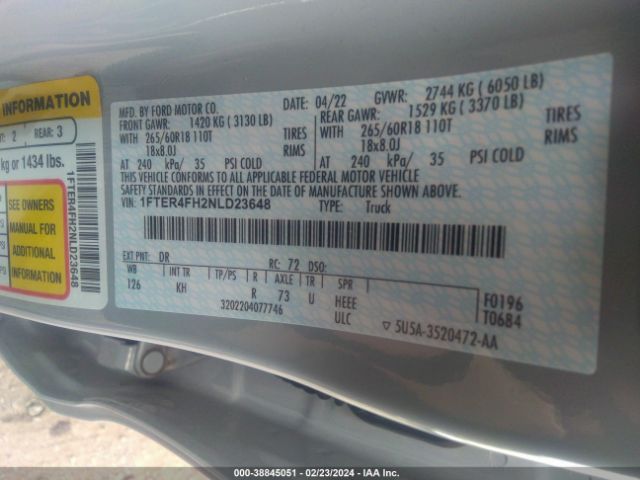 INFORMATION
2 REAR: 3
kg or 1434 lbs.
SEE OWNERS
MANUAL FOR
ADDITIONAL
INFORMATION
1FTER4FH2NLD23648
MFD. BY FORD MOTOR CO.
DATE: 04/22 GVWR: 2744 KG ( 6050 LB)
FRONT GAWR: 1420 KG ( 3130 LB)
REAR GAWR: 1529 KG ( 3370 LB)
WITH 265/60R18 110T TIRES
WITH 265/60R18 110T TIRES
18x8.0J RIMS
18x8.0J RIMS
AT 240 kPa/ 35 PSI COLD
AT 240 kPa/ 35 PSI COLD
THIS VEHICLE CONFORMS TO ALL APPLICABLE FEDERAL MOTOR VEHICLE
SAFETY STANDARDS IN EFFECT ON THE DATE OF MANUFACTURE SHOWN ABOVE.
VIN: 1FTER4FH2NLD23648 TYPE: Truck
EXT PNT: DR RC: 72 DSO:
WB INT TR TP/PS R AXLE TR SPR
126 KH R 73 U HEEE
3202204077746 ULC
F0196
T0684
▽ 5U5A-3520472-AA
000-38845051 - 02/23/2024 - IAA Inc.